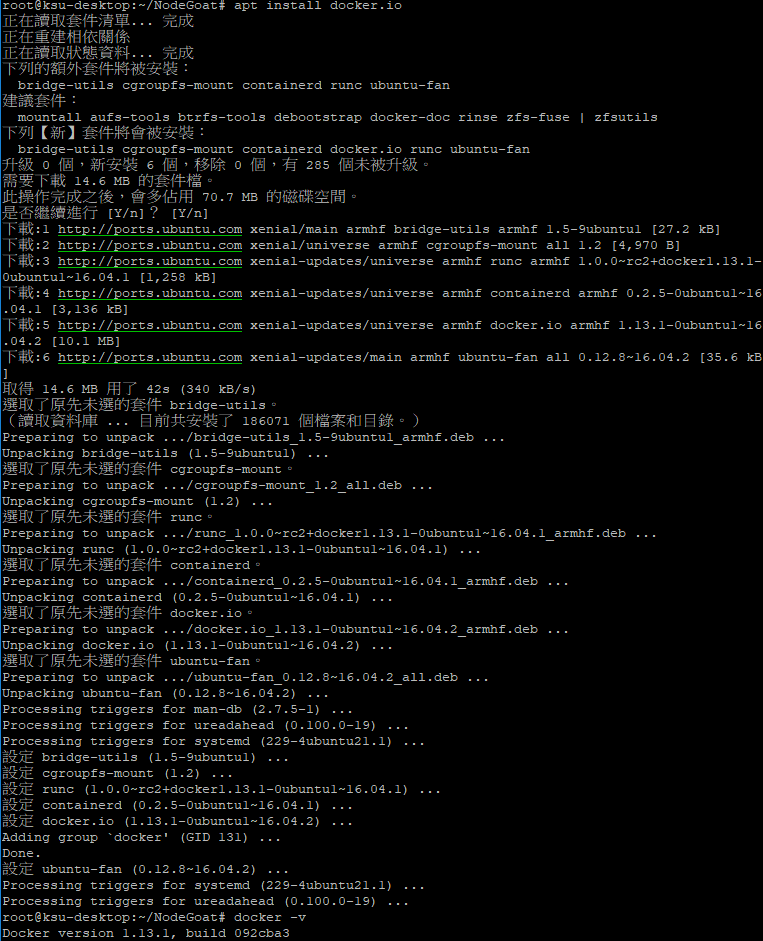 root@ksu-desktop:~/NodeGoat# apt install docker.io
正在讀取套件清單... 完成
正在重建相依關係
正在讀取狀態資料... 完成
下列的額外套件將被安裝：
  bridge-utils cgroupfs-mount containerd runc ubuntu-fan
建議套件：
  mountall aufs-tools btrfs-tools debootstrap docker-doc rinse zfs-fuse | zfsutils
下列【新】套件將會被安裝：
  bridge-utils cgroupfs-mount containerd docker.io runc ubuntu-fan
升級 0 個，新安裝 6 個，移除 0 個，有 285 個未被升級。
需要下載 14.6 MB 的套件檔。
此操作完成之後，會多佔用 70.7 MB 的磁碟空間。
是否繼續進行 [Y/n]？ [Y/n]
下載:1 http://ports.ubuntu.com xenial/main armhf bridge-utils armhf 1.5-9ubuntu1 [27.2 kB]
下載:2 http://ports.ubuntu.com xenial/universe armhf cgroupfs-mount all 1.2 [4,970 B]
下載:3 http://ports.ubuntu.com xenial-updates/universe armhf runc armhf 1.0.0~rc2+docker1.13.1-
0ubuntu1~16.04.1 [1,258 kB]
下載:4 http://ports.ubuntu.com xenial-updates/universe armhf containerd armhf 0.2.5-0ubuntu1~16
.04.1 [3,136 kB]
下載:5 http://ports.ubuntu.com xenial-updates/universe armhf docker.io armhf 1.13.1-0ubuntu1~16
.04.2 [10.1 MB]
下載:6 http://ports.ubuntu.com xenial-updates/main armhf ubuntu-fan all 0.12.8~16.04.2 [35.6 kB
]
取得 14.6 MB 用了 42s (340 kB/s)
選取了原先未選的套件 bridge-utils。
（讀取資料庫 ... 目前共安裝了 186071 個檔案和目錄。）
Preparing to unpack .../bridge-utils_1.5-9ubuntu1_armhf.deb ...
Unpacking bridge-utils (1.5-9ubuntu1) ...
選取了原先未選的套件 cgroupfs-mount。
Preparing to unpack .../cgroupfs-mount_1.2_all.deb ...
Unpacking cgroupfs-mount (1.2) ...
選取了原先未選的套件 runc。
Preparing to unpack .../runc_1.0.0~rc2+docker1.13.1-0ubuntu1~16.04.1_armhf.deb ...
Unpacking runc (1.0.0~rc2+docker1.13.1-0ubuntu1~16.04.1) ...
選取了原先未選的套件 containerd。
Preparing to unpack .../containerd_0.2.5-0ubuntu1~16.04.1_armhf.deb ...
Unpacking containerd (0.2.5-0ubuntu1~16.04.1) ...
選取了原先未選的套件 docker.io。
Preparing to unpack .../docker.io_1.13.1-0ubuntu1~16.04.2_armhf.deb ...
Unpacking docker.io (1.13.1-0ubuntu1~16.04.2) ...
選取了原先未選的套件 ubuntu-fan。
Preparing to unpack .../ubuntu-fan_0.12.8~16.04.2_all.deb ...
Unpacking ubuntu-fan (0.12.8~16.04.2) ...
Processing triggers for man-db (2.7.5-1) ...
Processing triggers for ureadahead (0.100.0-19) ...
Processing triggers for systemd (229-4ubuntu21.1) ...
設定 bridge-utils (1.5-9ubuntu1) ...
設定 cgroupfs-mount (1.2) ...
設定 runc (1.0.0~rc2+docker1.13.1-0ubuntu1~16.04.1) ...
設定 containerd (0.2.5-0ubuntu1~16.04.1) ...
設定 docker.io (1.13.1-0ubuntu1~16.04.2) ...
Adding group `docker' (GID 131) ...
Done.
設定 ubuntu-fan (0.12.8~16.04.2) ...
Processing triggers for systemd (229-4ubuntu21.1) ...
Processing triggers for ureadahead (0.100.0-19) ...
root@ksu-desktop:~/NodeGoat# docker -v
Docker version 1.13.1, build 092cba3